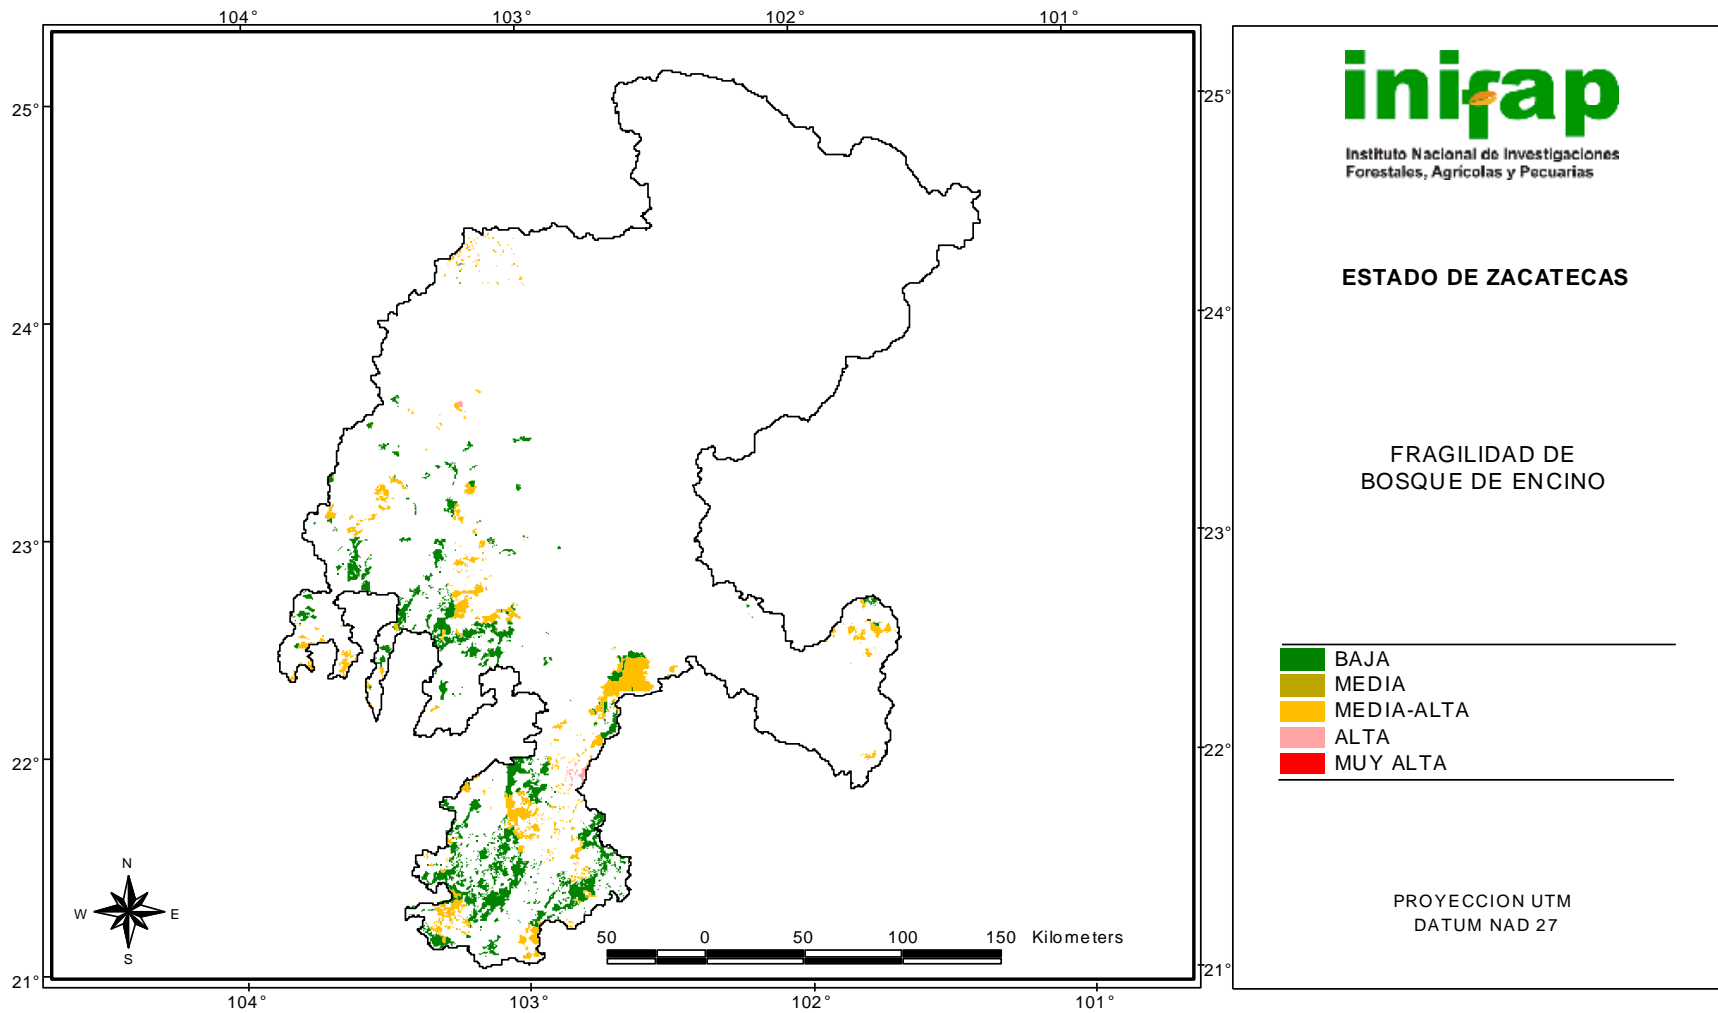 104° 103° 102° 101°
25° 25°
24° 24°
23° 23°
22° 22°
21° 21°
104° 103° 102° 101°
N
W E
S
50 0 50 100 150 Kilometers
inifap
Instituto Nacional de Investigaciones
Forestales, Agrícolas y Pecuarias
ESTADO DE ZACATECAS
FRAGILIDAD DE
BOSQUE DE ENCINO
BAJA
MEDIA
MEDIA-ALTA
ALTA
MUY ALTA
PROYECCION UTM
DATUM NAD 27